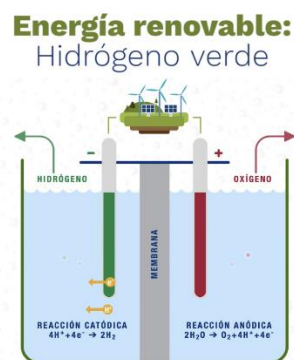 Energía renovable:
Hidrógeno verde
-
+
HIDRÓGENO
OXÍGENO
MEMBRANA
H⁺
H⁺
REACCIÓN CATÓDICA
4H⁺+4e⁻ → 2H₂
REACCIÓN ANÓDICA
2H₂O → O₂+4H⁺+4e⁻